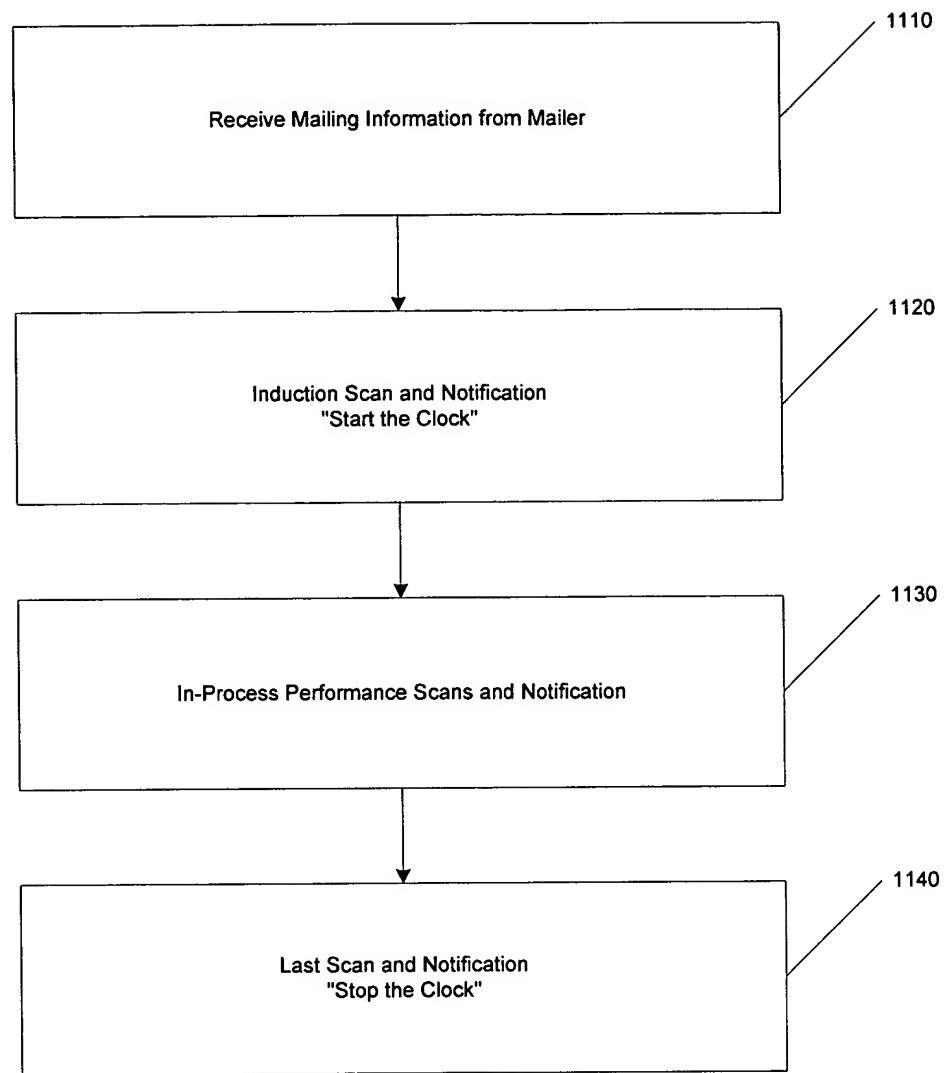 1110
Receive Mailing Information from Mailer
1120
Induction Scan and Notification
"Start the Clock"
1130
In-Process Performance Scans and Notification
1140
Last Scan and Notification
"Stop the Clock"